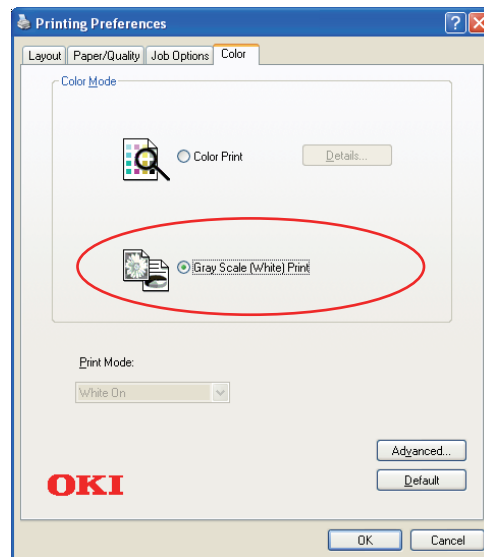 Printing Preferences
Layout Paper/Quality Job Options Color
Color Mode
Color Print Details...
Gray Scale (White) Print
Print Mode:
White On
Advanced...
OKI Default
OK Cancel